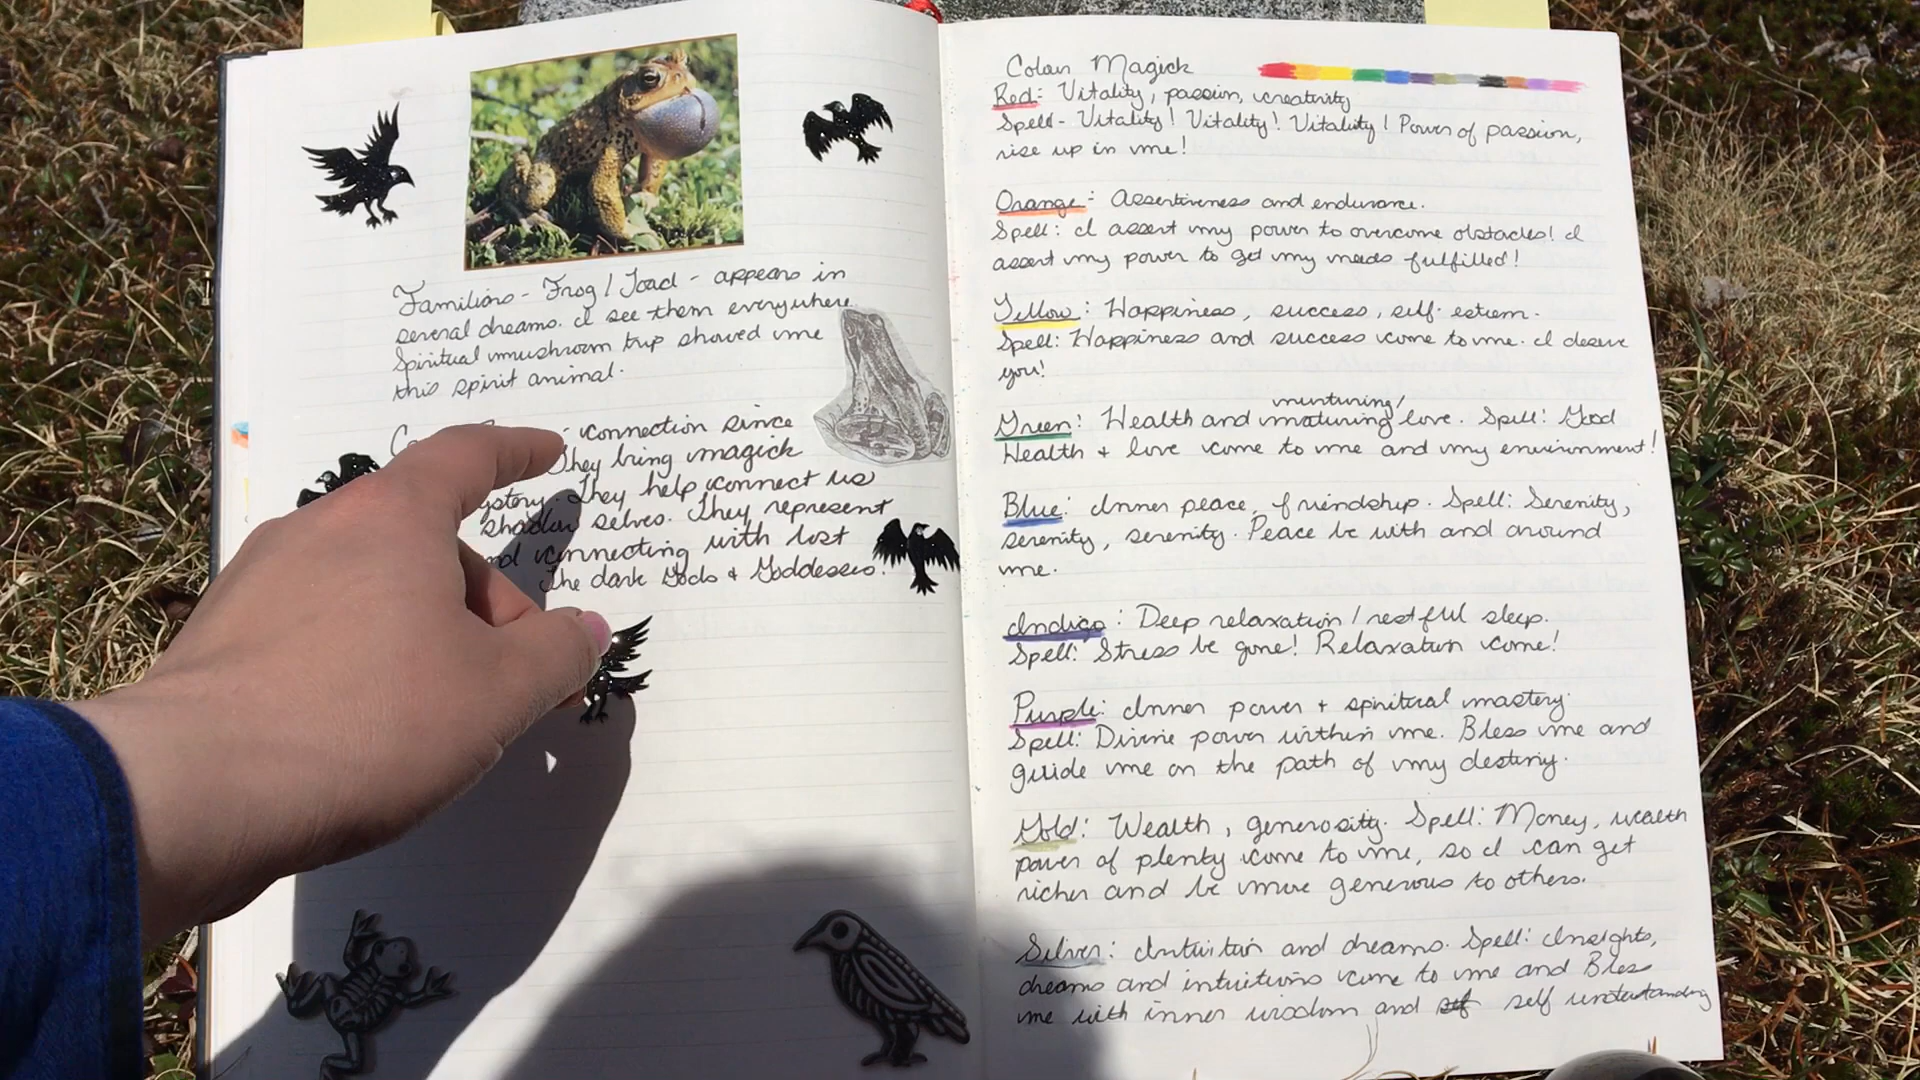 Familiars - Frog / Toad - appears in
several dreams. I see them everywhere.
Spiritual mushroom trip showed me
this spirit animal.
- connection since
They bring magick
ystery. They help connect us
shadow selves. They represent
nd connecting with lost
The dark Gods & Goddesses.
Color Magick
Red: Vitality, passion, creativity
Spell - Vitality! Vitality! Vitality! Power of passion,
rise up in me!
Orange - Assertiveness and endurance.
Spell: I assert my power to overcome obstacles! I
assert my power to get my needs fulfilled!
Yellow: Happiness, success, self-esteem.
Spell: Happiness and success come to me. I deserve
you!
nurturing/
Green: Health and maturing love. Spell: Good
Health + love come to me and my environment!
Blue: Inner peace, friendship. Spell: Serenity,
serenity, serenity. Peace be with and around
me.
Indigo: Deep relaxation / restful sleep.
Spell: Stress be gone! Relaxation come!
Purple: Inner power + spiritual mastery
Spell: Divine power within me. Bless me and
guide me on the path of my destiny.
Gold: Wealth, generosity. Spell: Money, wealth
power of plenty come to me, so I can get
richer and be more generous to others.
Silver: Intuition and dreams. Spell: Insights,
dreams and intuitions come to me and Bless
me with inner wisdom and self understanding